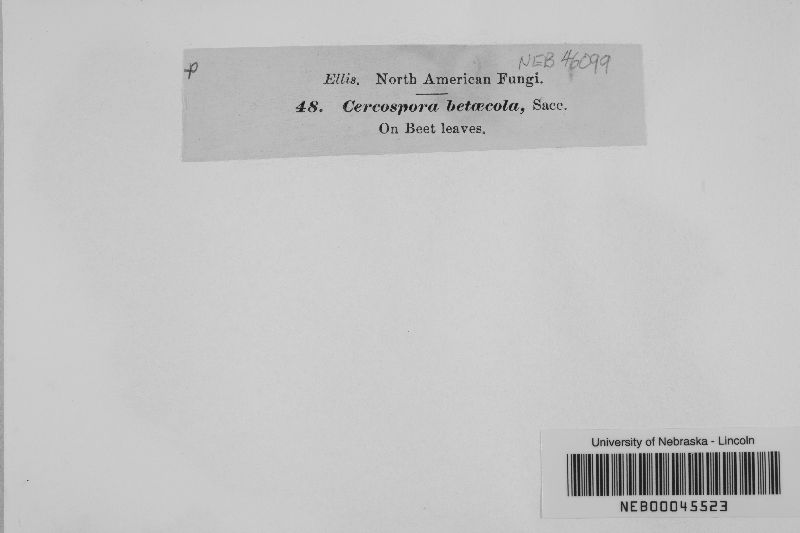 NEB 46099
p
Ellis. North American Fungi.
48. Cercospora betæcola, Sacc.
On Beet leaves.
University of Nebraska - Lincoln
NEB00045523